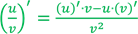 (u/v)′ = ((u)′·v−u·(v)′)/v²